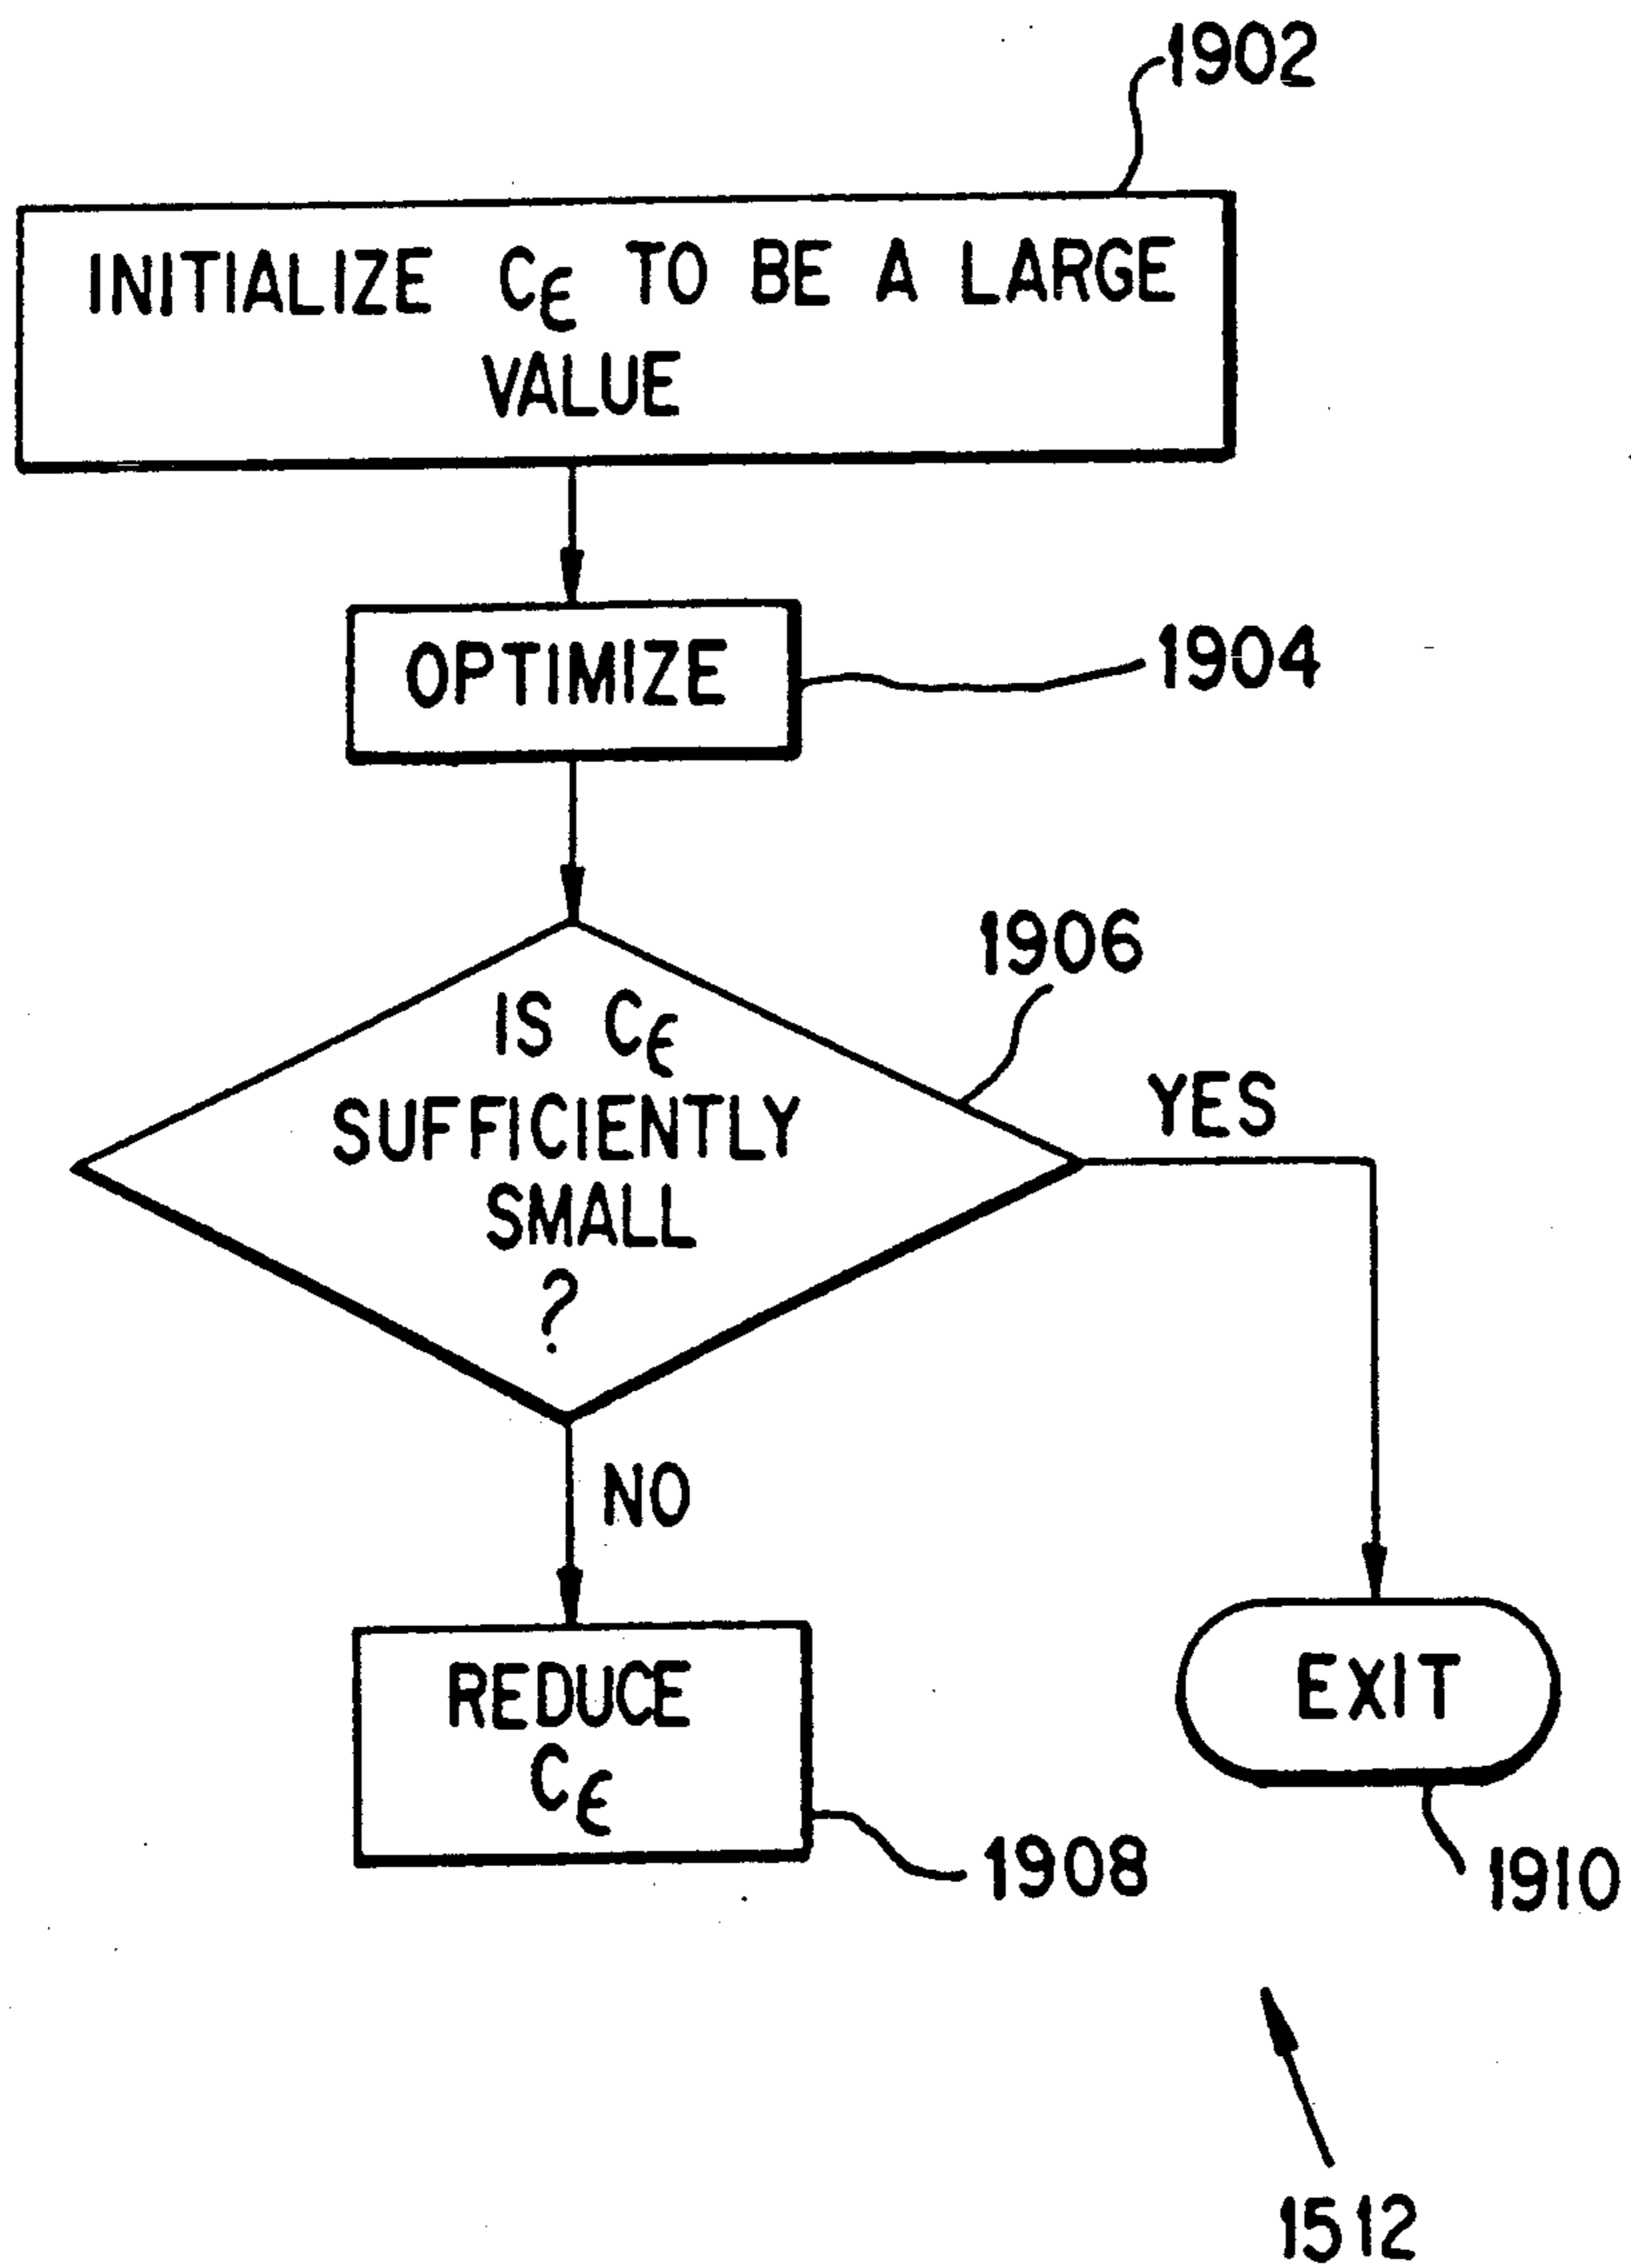 1902
INITIALIZE Cϵ TO BE A LARGE
VALUE
OPTIMIZE
1904
1906
IS Cϵ
SUFFICIENTLY
SMALL
?
YES
NO
REDUCE
Cϵ
EXIT
1908
1910
1512